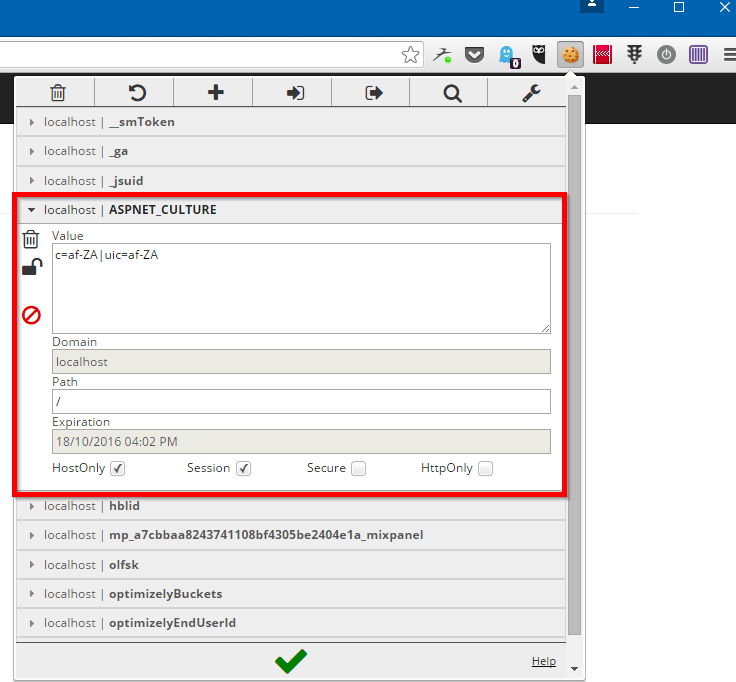 0
localhost | __smToken
localhost | _ga
localhost | _jsuid
localhost | ASPNET_CULTURE
Value
c=af-ZA|uic=af-ZA
Domain
localhost
Path
/
Expiration
18/10/2016 04:02 PM
HostOnly Session Secure HttpOnly
localhost | hblid
localhost | mp_a7cbbaa8243741108bf4305be2404e1a_mixpanel
localhost | olfsk
localhost | optimizelyBuckets
localhost | optimizelyEndUserId
Help